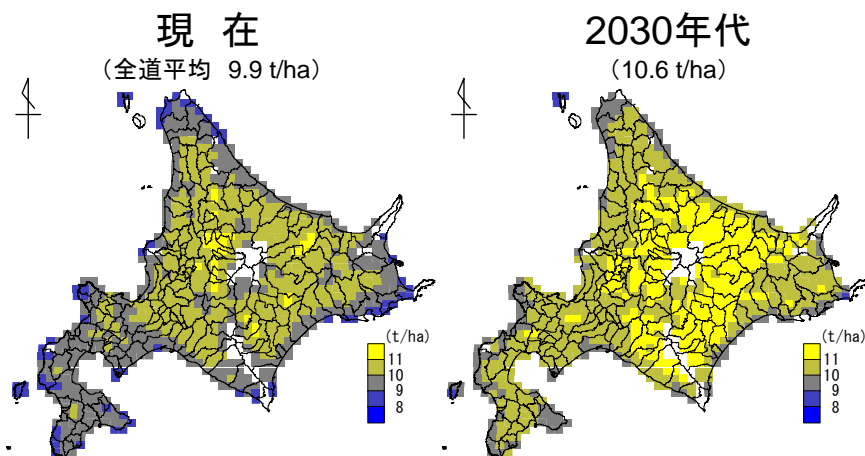 現 在
（全道平均 9.9 t/ha）
(t/ha)
11
10
9
8
2030年代
（10.6 t/ha）
(t/ha)
11
10
9
8